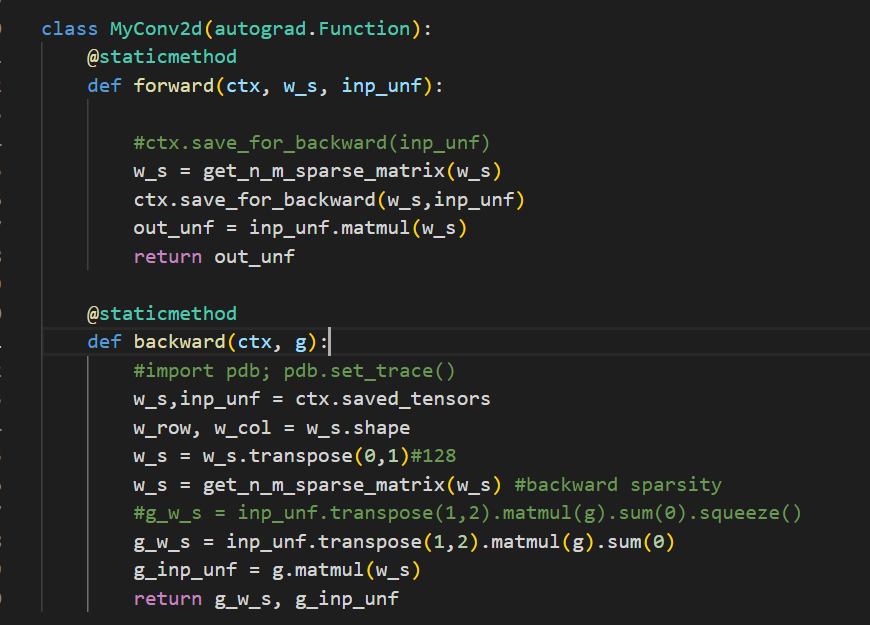 class MyConv2d(autograd.Function):
@staticmethod
def forward(ctx, w_s, inp_unf):
#ctx.save_for_backward(inp_unf)
w_s = get_n_m_sparse_matrix(w_s)
ctx.save_for_backward(w_s,inp_unf)
out_unf = inp_unf.matmul(w_s)
return out_unf
@staticmethod
def backward(ctx, g):
#import pdb; pdb.set_trace()
w_s,inp_unf = ctx.saved_tensors
w_row, w_col = w_s.shape
w_s = w_s.transpose(0,1)#128
w_s = get_n_m_sparse_matrix(w_s) #backward sparsity
#g_w_s = inp_unf.transpose(1,2).matmul(g).sum(0).squeeze()
g_w_s = inp_unf.transpose(1,2).matmul(g).sum(0)
g_inp_unf = g.matmul(w_s)
return g_w_s, g_inp_unf